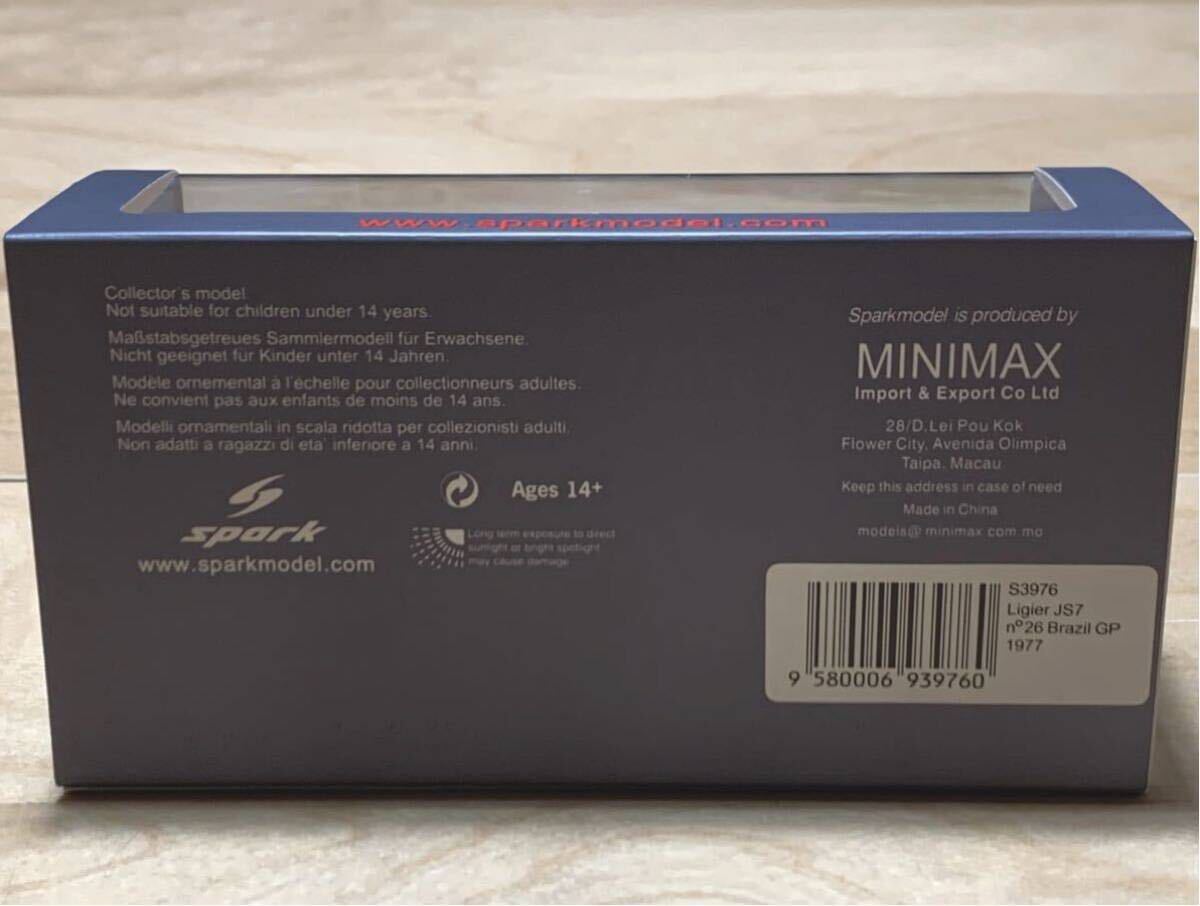 www.sparkmodel.com
Collector's model.
Not suitable for children under 14 years.
Maßstabsgetreues Sammlermodell für Erwachsene.
Nicht geeignet für Kinder unter 14 Jahren.
Modèle ornemental à l'échelle pour collectionneurs adultes.
Ne convient pas aux enfants de moins de 14 ans.
Modelli ornamentali in scala ridotta per collezionisti adulti.
Non adatti a ragazzi di eta' inferiore a 14 anni.
spark
www.sparkmodel.com
Ages 14+
Long term exposure to direct
sunlight or bright spotlight
may cause damage
Sparkmodel is produced by
MINIMAX
Import & Export Co Ltd
28/D.Lei Pou Kok
Flower City, Avenida Olimpica
Taipa. Macau
Keep this address in case of need
Made in China
models@minimax.com.mo
S3976
Ligier JS7
nº26 Brazil GP
1977
9 580006 939760